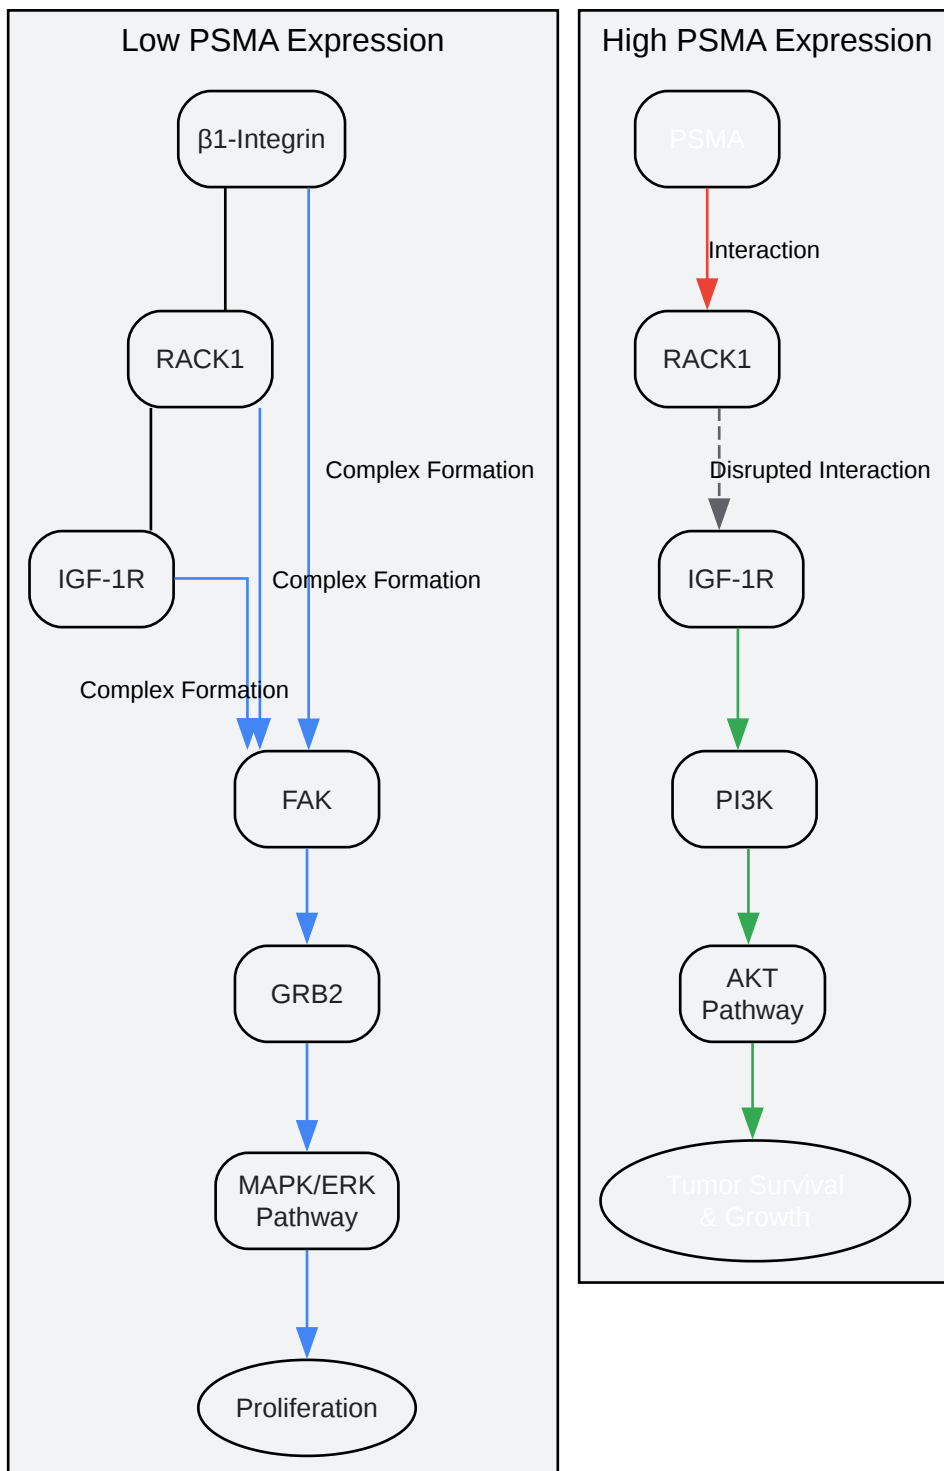 Low PSMA Expression
β1-Integrin
RACK1
Complex Formation
IGF-1R
Complex Formation
Complex Formation
FAK
GRB2
MAPK/ERK
Pathway
Proliferation
High PSMA Expression
PSMA
Interaction
RACK1
Disrupted Interaction
IGF-1R
PI3K
AKT
Pathway
Tumor Survival
& Growth